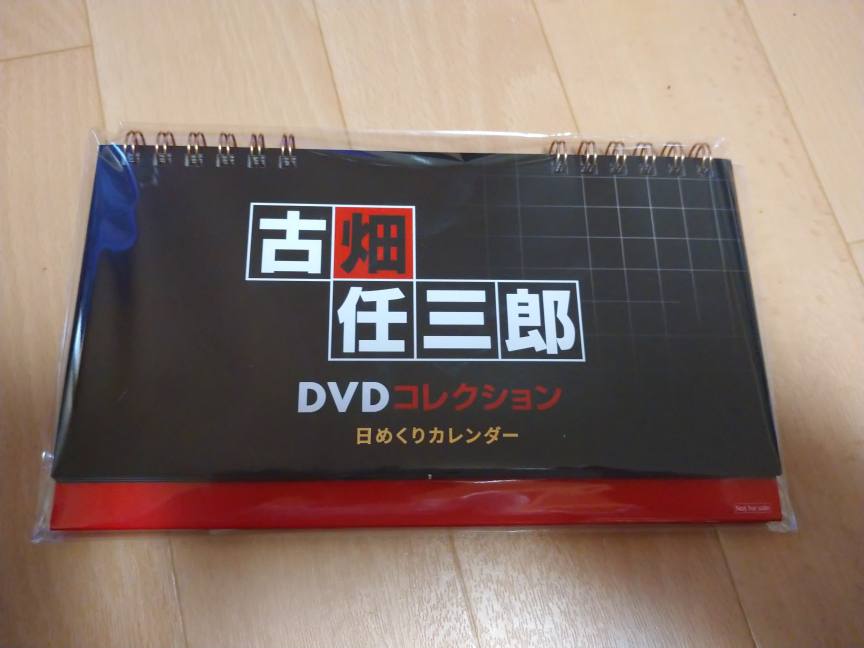 古畑
任三郎
DVDコレクション
日めくりカレンダー
Not for sale